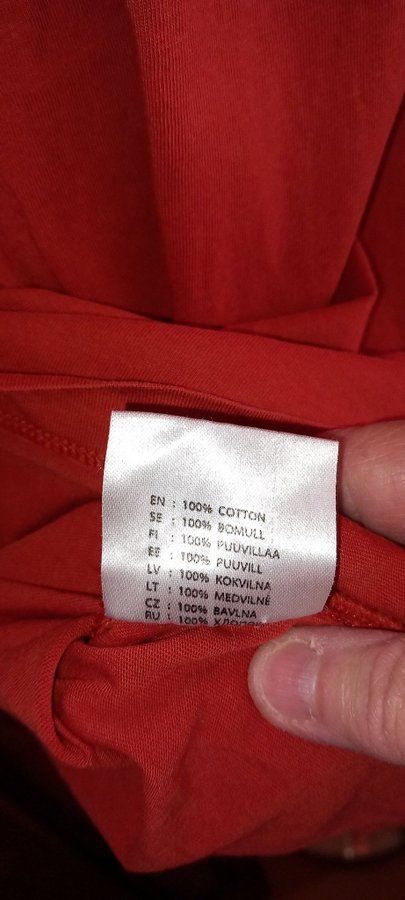 EN : 100% COTTON
SE : 100% BOMULL
FI : 100% PUUVILLAA
EE : 100% PUUVILL
LV : 100% KOKVILNA
LT : 100% MEDVILNĖ
CZ : 100% BAVLNA
RU : 100%